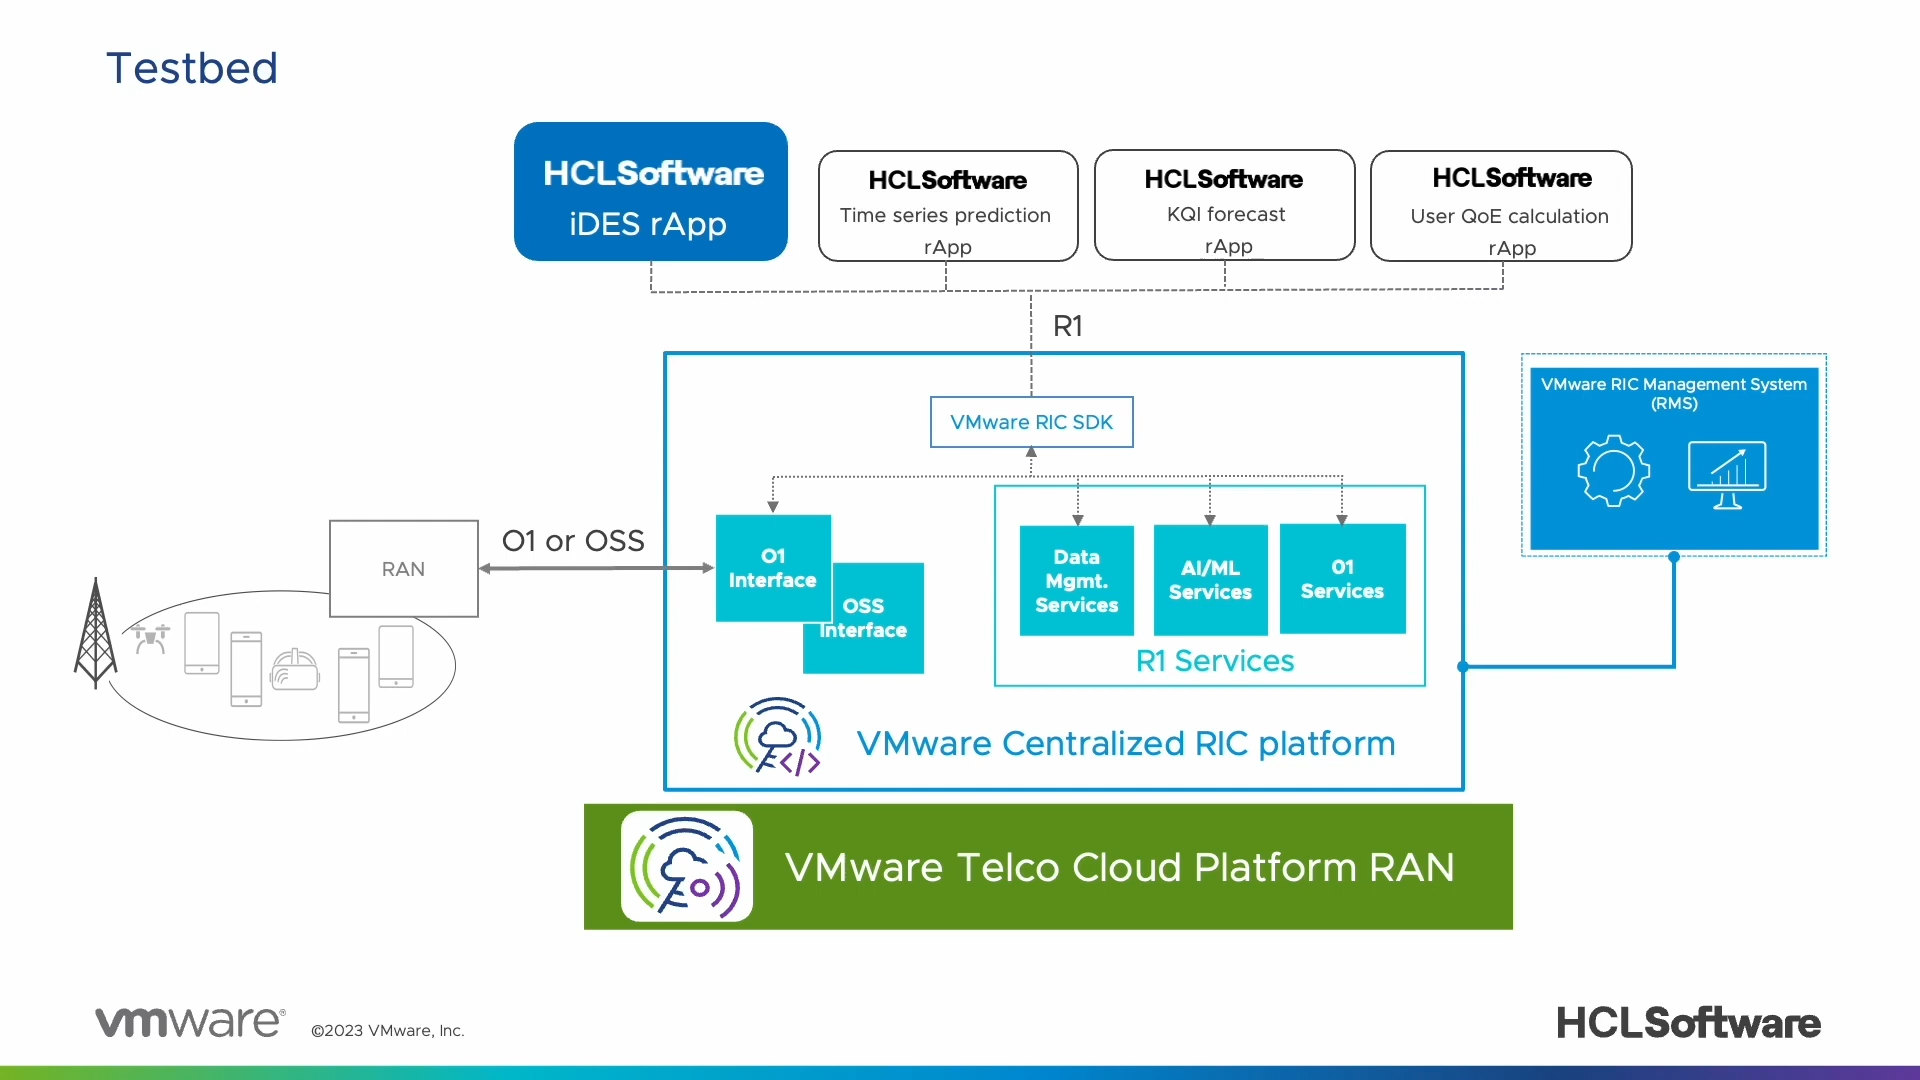 Testbed
HCLSoftware
iDES rApp
HCLSoftware
Time series prediction
rApp
HCLSoftware
KQI forecast
rApp
HCLSoftware
User QoE calculation
rApp
R1
VMware RIC SDK
VMware RIC Management System
(RMS)
RAN
O1 or OSS
O1
Interface
OSS
Interface
Data
Mgmt.
Services
AI/ML
Services
01
Services
R1 Services
VMware Centralized RIC platform
VMware Telco Cloud Platform RAN
vmware®
©2023 VMware, Inc.
HCLSoftware